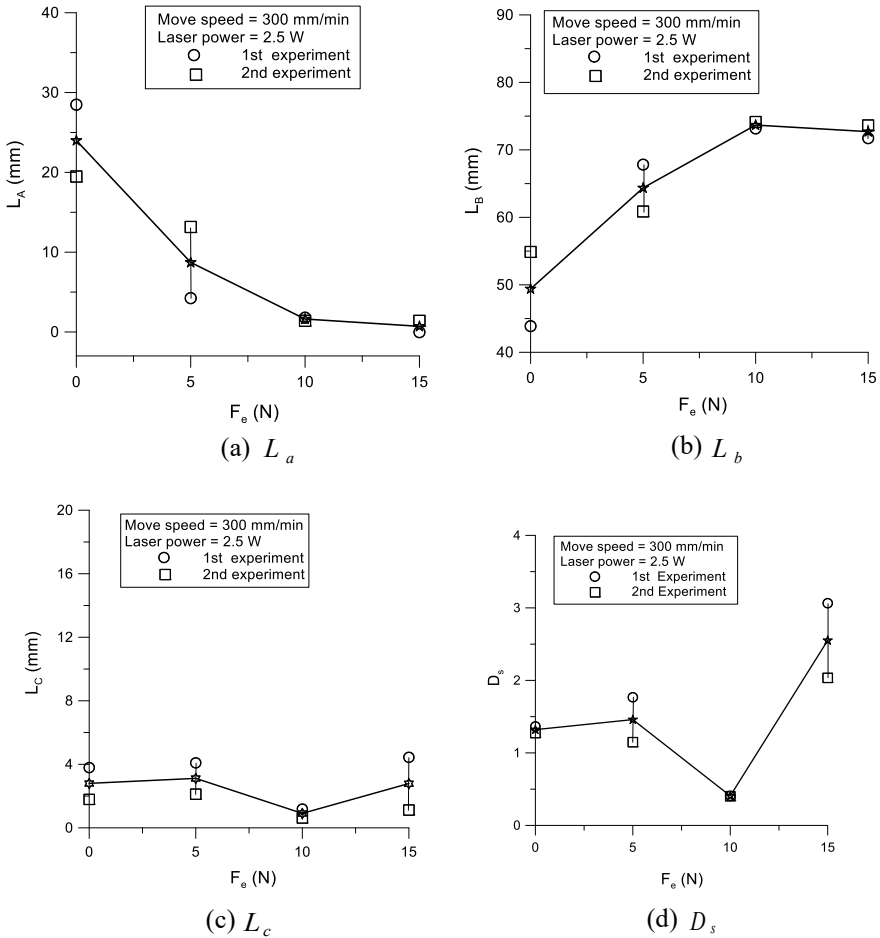 Move speed = 300 mm/min
Laser power = 2.5 W
1st experiment
2nd experiment
40
30
20
10
0
L_A (mm)
0 5 10 15
F_e (N)
(a) L_a
Move speed = 300 mm/min
Laser power = 2.5 W
1st experiment
2nd experiment
90
80
70
60
50
40
L_B (mm)
0 5 10 15
F_e (N)
(b) L_b
Move speed = 300 mm/min
Laser power = 2.5 W
1st experiment
2nd experiment
20
16
12
8
4
0
L_C (mm)
0 5 10 15
F_e (N)
(c) L_c
Move speed = 300 mm/min
Laser power = 2.5 W
1st Experiment
2nd Experiment
4
3
2
1
0
D_s
0 5 10 15
F_e (N)
(d) D_s